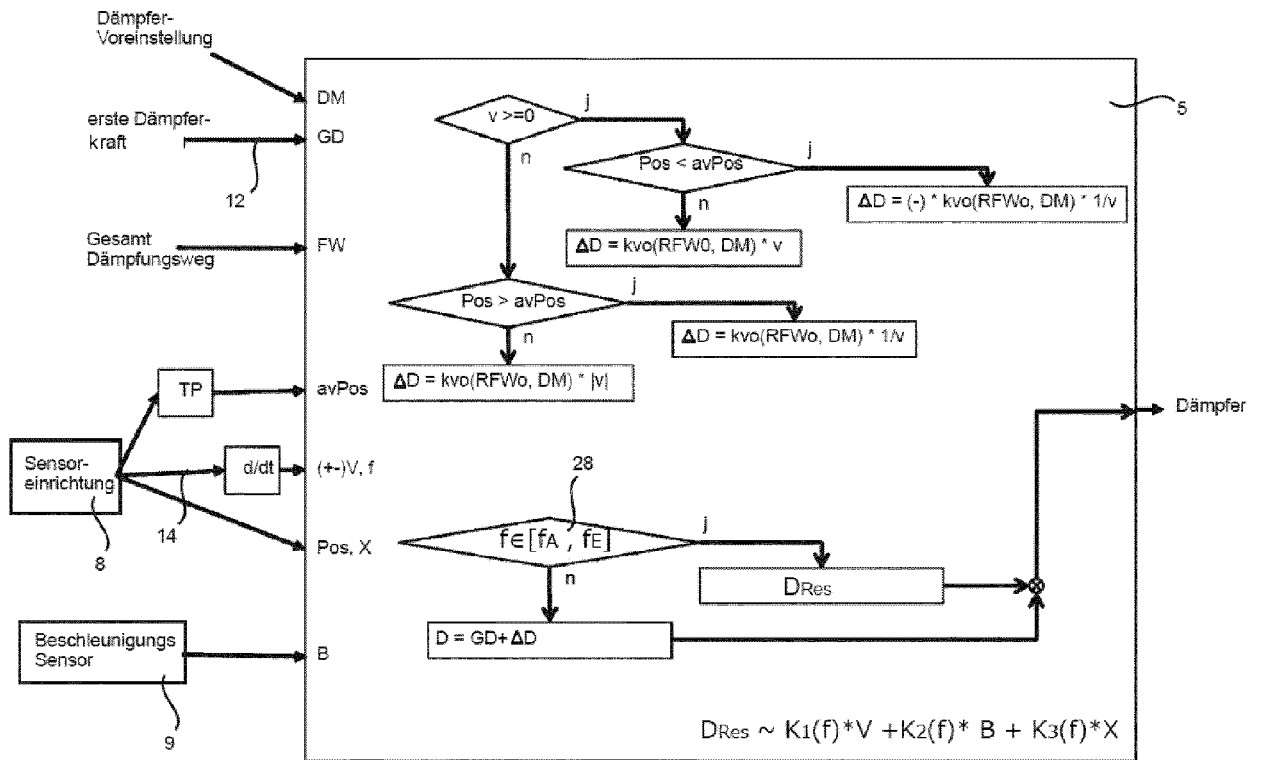 Dämpfer-
Voreinstellung
DM
erste Dämpfer-
kraft
GD
12
Gesamt
Dämpfungsweg
FW
5
v >=0
j
n
Pos < avPos
j
n
ΔD = (-) * kvo(RFWo, DM) * 1/v
ΔD = kvo(RFW0, DM) * v
Pos > avPos
j
n
ΔD = kvo(RFWo, DM) * 1/v
ΔD = kvo(RFWo, DM) * |v|
TP
avPos
Dämpfer
Sensor-
einrichtung
8
14
d/dt
(+-)V, f
Pos, X
28
f∈[fA , fE]
j
n
DRes
D = GD+ΔD
Beschleunigungs
Sensor
9
B
DRes ~ K1(f)*V +K2(f)* B + K3(f)*X